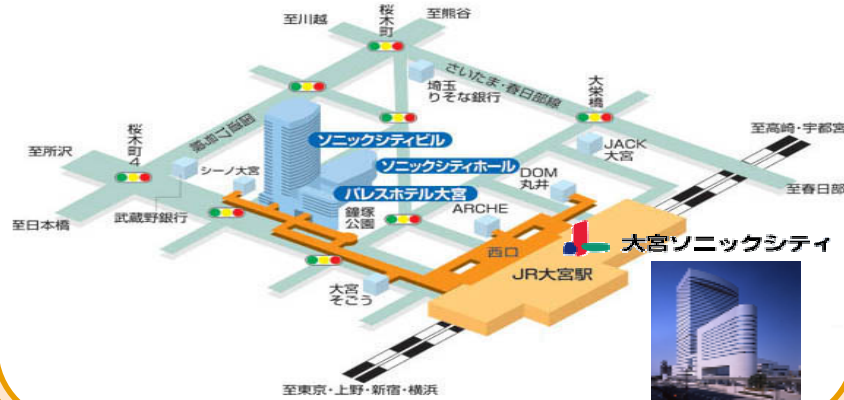 至川越
桜木町
至熊谷
さいたま・春日部線
埼玉
りそな銀行
大栄橋
国道17号線
至高崎・宇都宮
ソニックシティビル
桜木町4
至所沢
シーノ大宮
ソニックシティホール
JACK
大宮
DOM
丸井
パレスホテル大宮
至春日部
武蔵野銀行
至日本橋
鐘塚
公園
ARCHE
西口
大宮ソニックシティ
JR大宮駅
大宮
そごう
至東京・上野・新宿・横浜